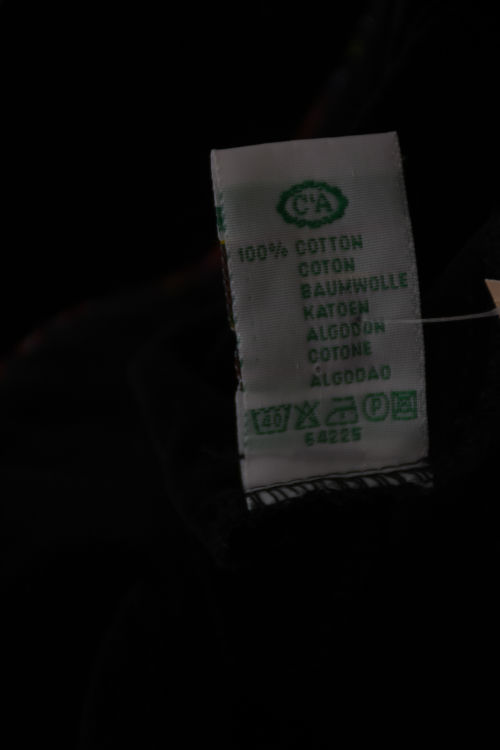 C&A
100% COTTON
COTON
BAUMWOLLE
KATOEN
ALGODON
COTONE
ALGODAO
40 P
64225